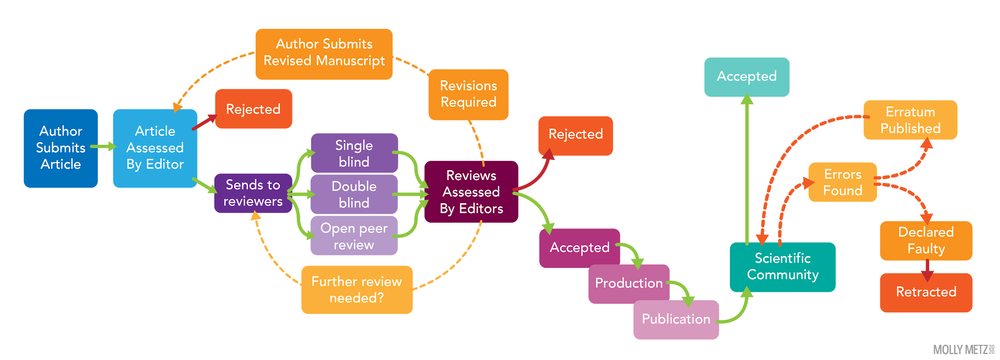 Author
Submits
Article
Article
Assessed
By Editor
Rejected
Sends to
reviewers
Author Submits
Revised Manuscript
Revisions
Required
Single
blind
Double
blind
Open peer
review
Further review
needed?
Reviews
Assessed
By Editors
Rejected
Accepted
Production
Publication
Scientific
Community
Accepted
Errors
Found
Erratum
Published
Declared
Faulty
Retracted
MOLLY METZ 2020